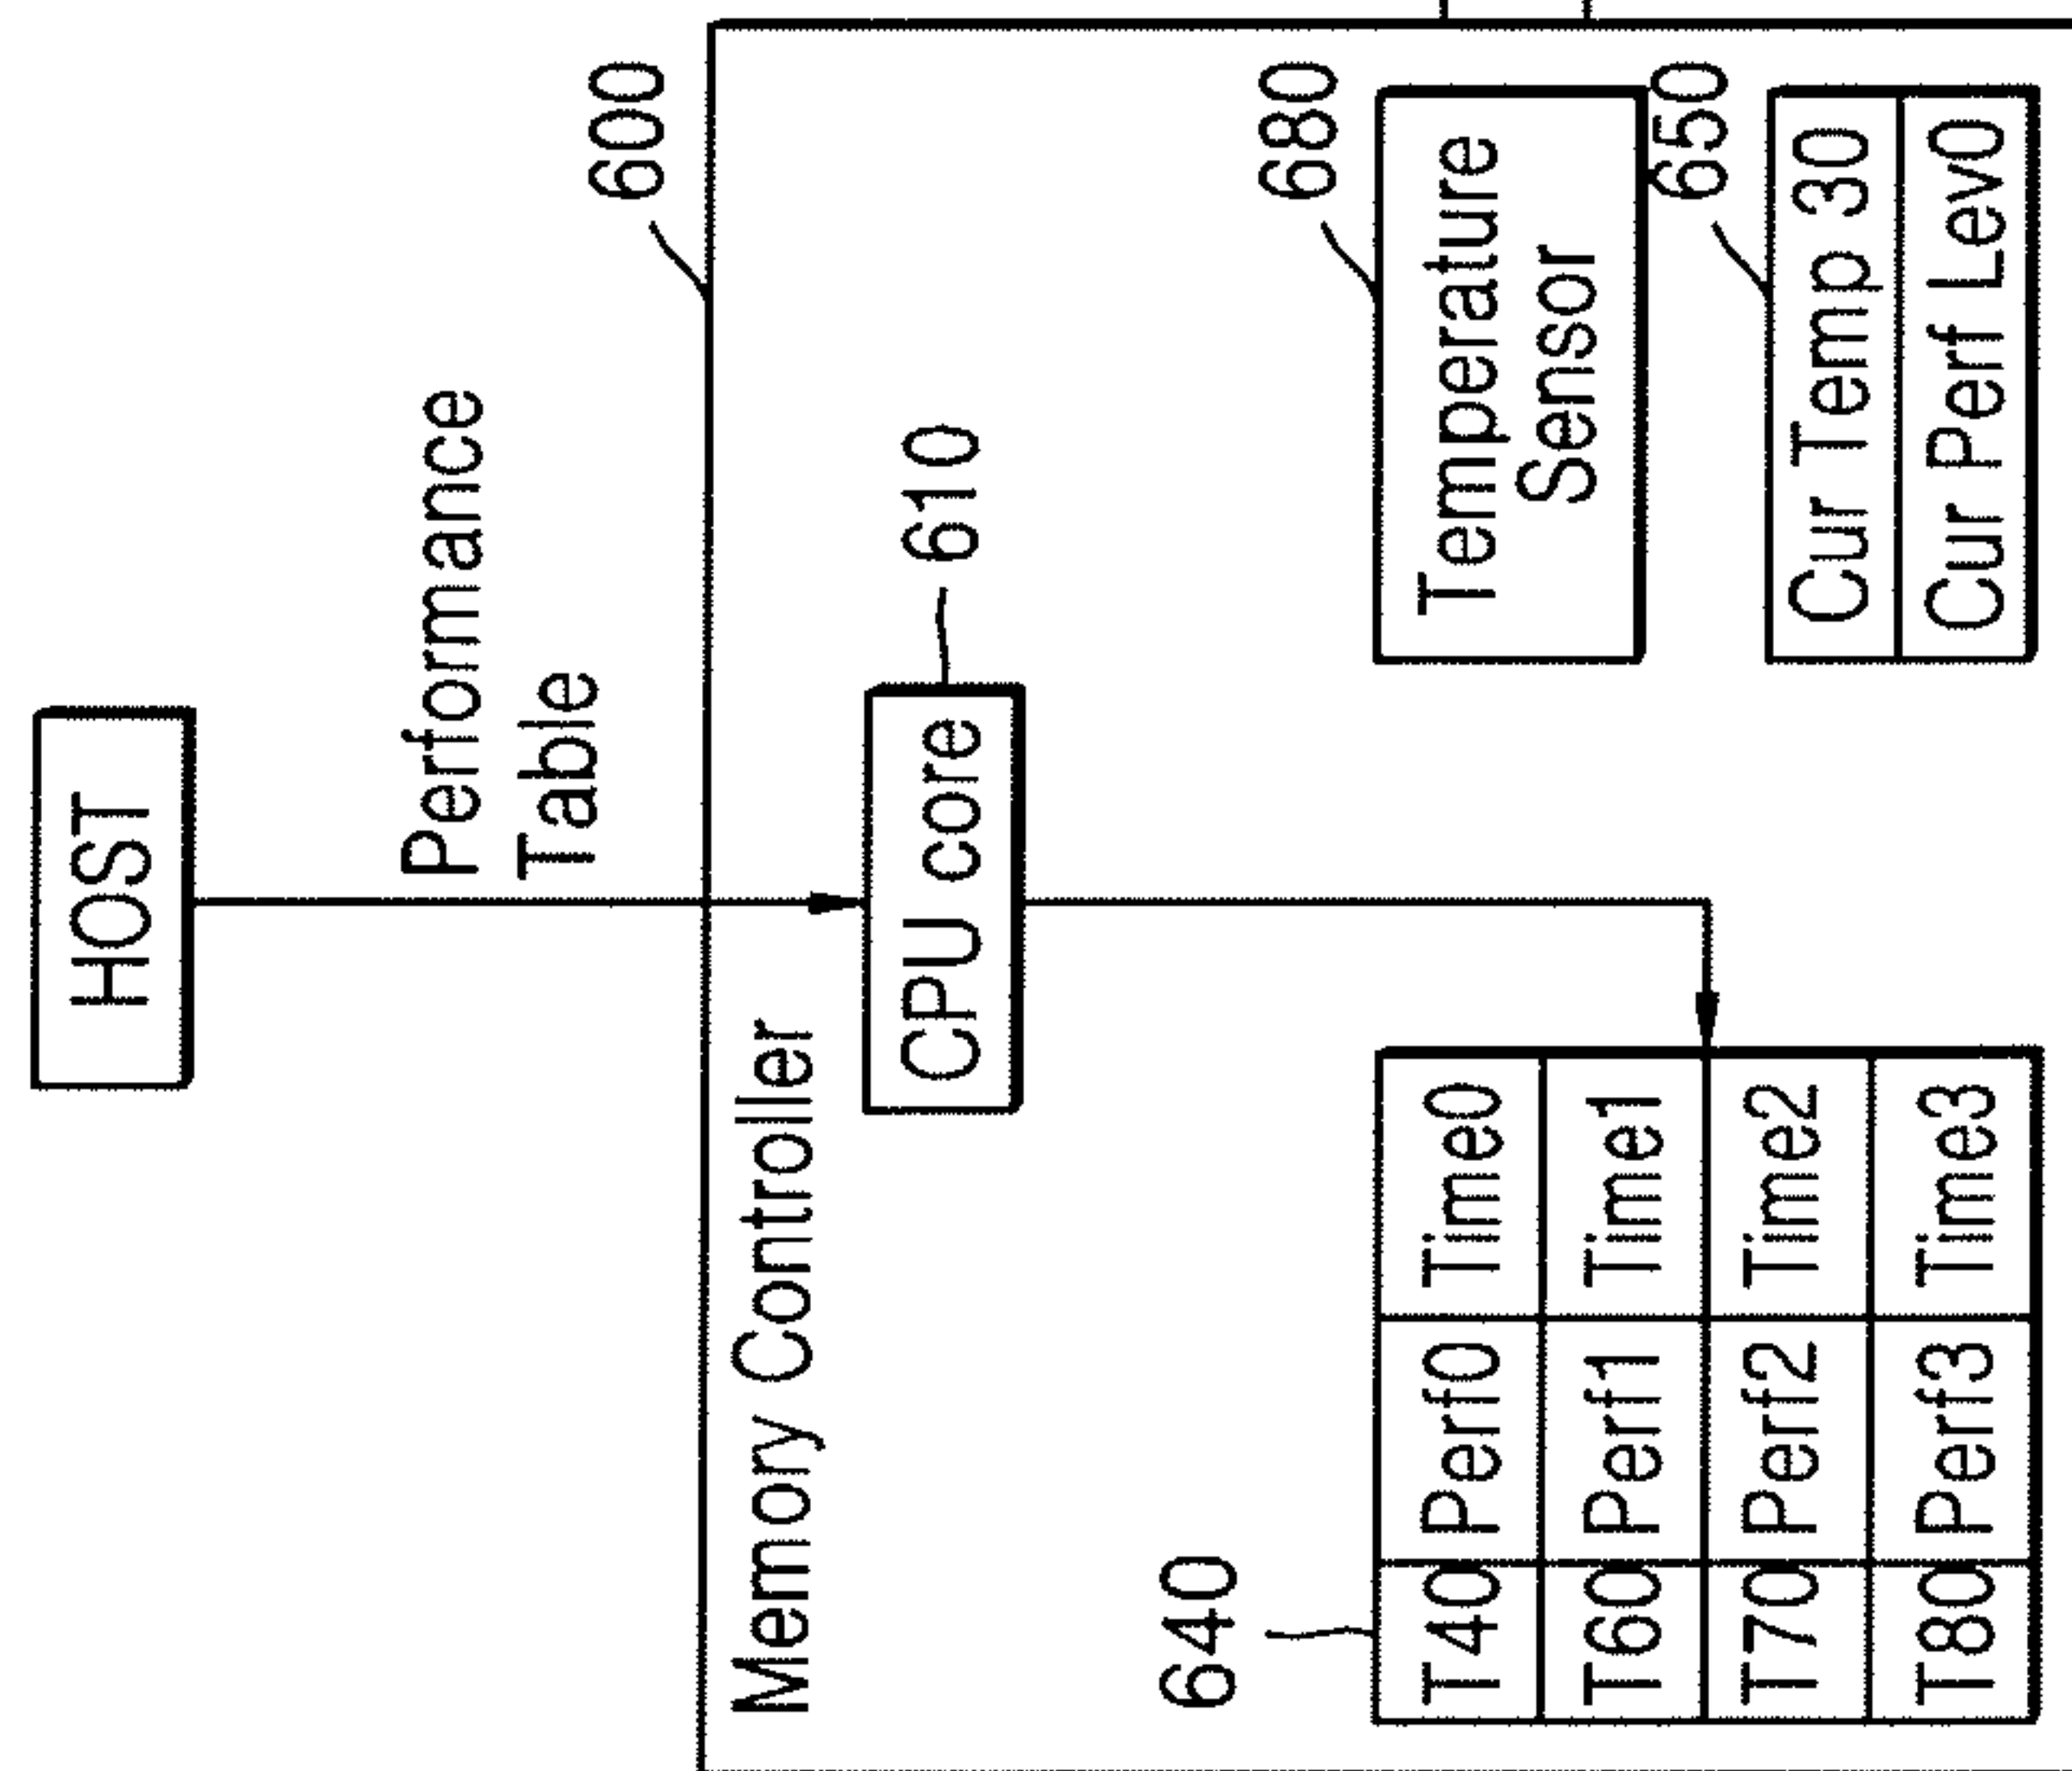 HOST
Performance
Table
600
Memory Controller
CPU core
610
640
T40 Perf0 Time0
T60 Perf1 Time1
T70 Perf2 Time2
T80 Perf3 Time3
680
Temperature
Sensor
650
Cur Temp 30
Cur Perf Lev0